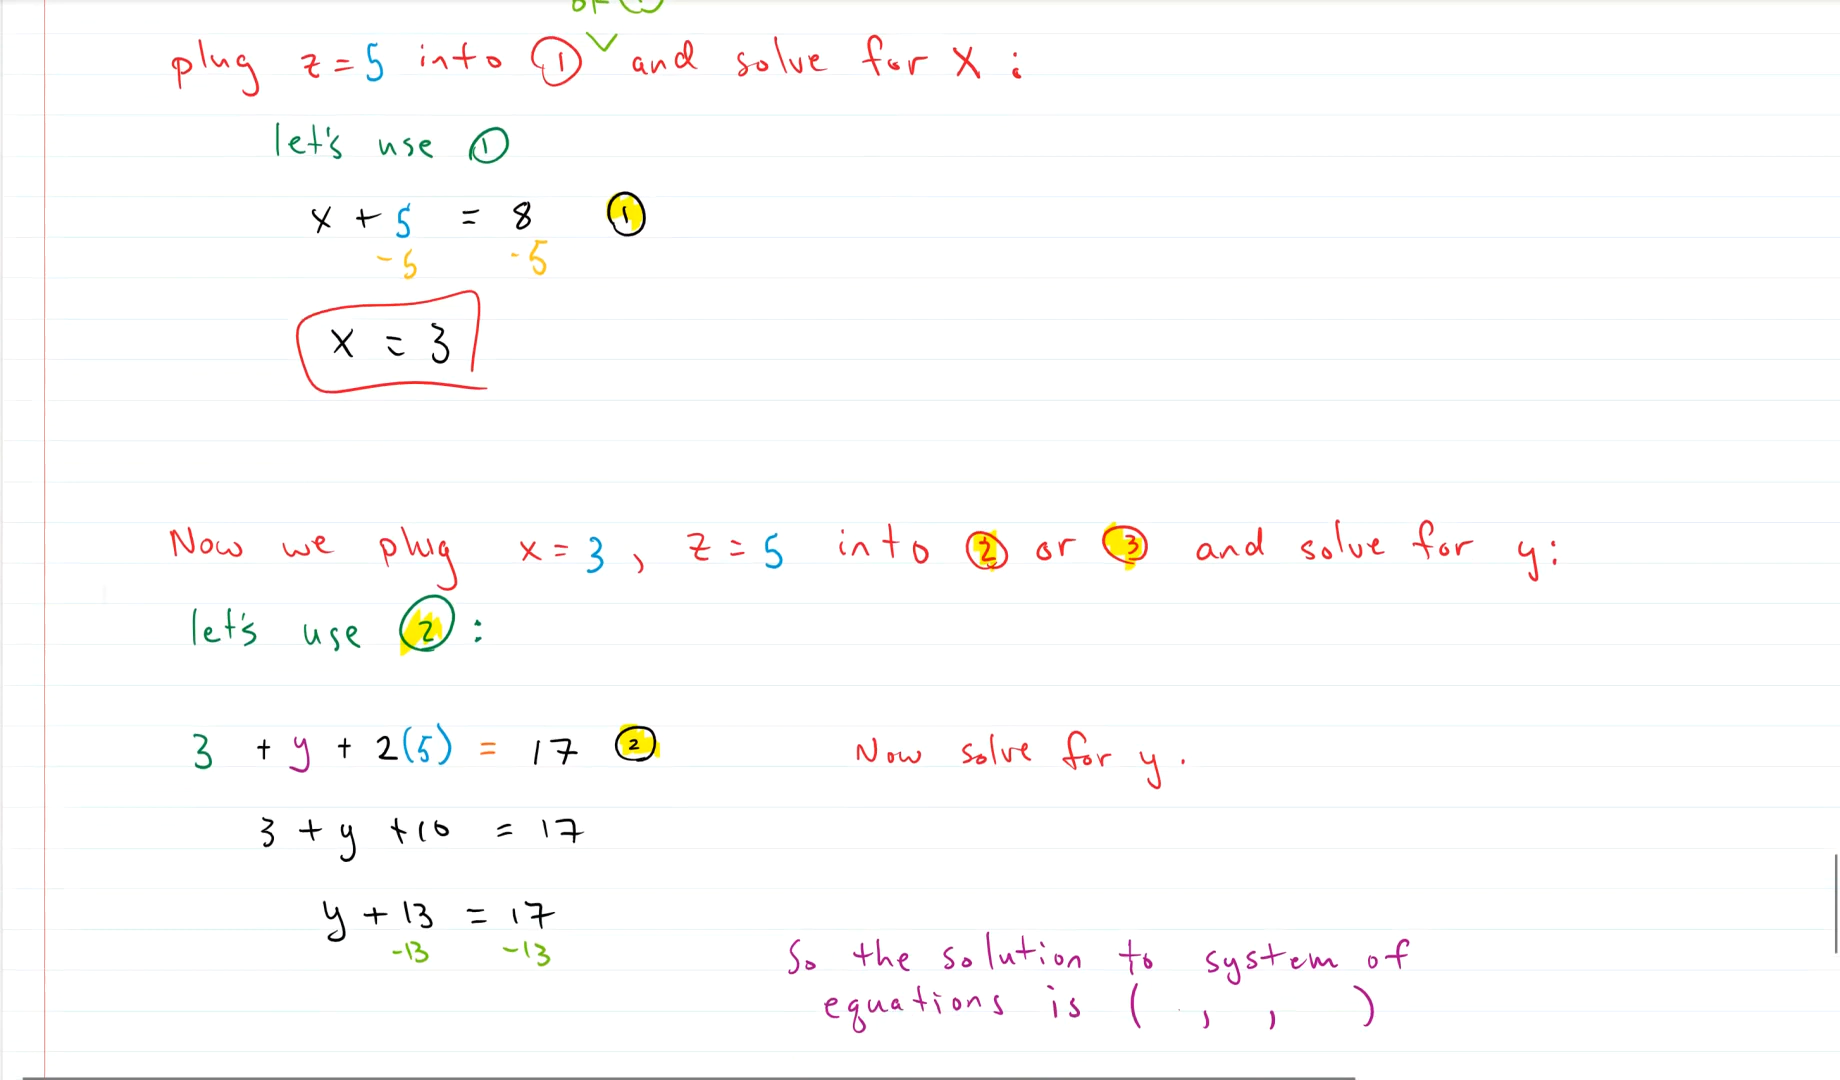 or ①
plug z = 5 into ① and solve for x :
let's use ①
x + 5 = 8 ①
-5 -5
x = 3
Now we plug x = 3 , z = 5 into ② or ③ and solve for y :
let's use ② :
3 + y + 2(5) = 17 ② Now solve for y .
3 + y + 10 = 17
y + 13 = 17
-13 -13
So the solution to system of
equations is ( , , )